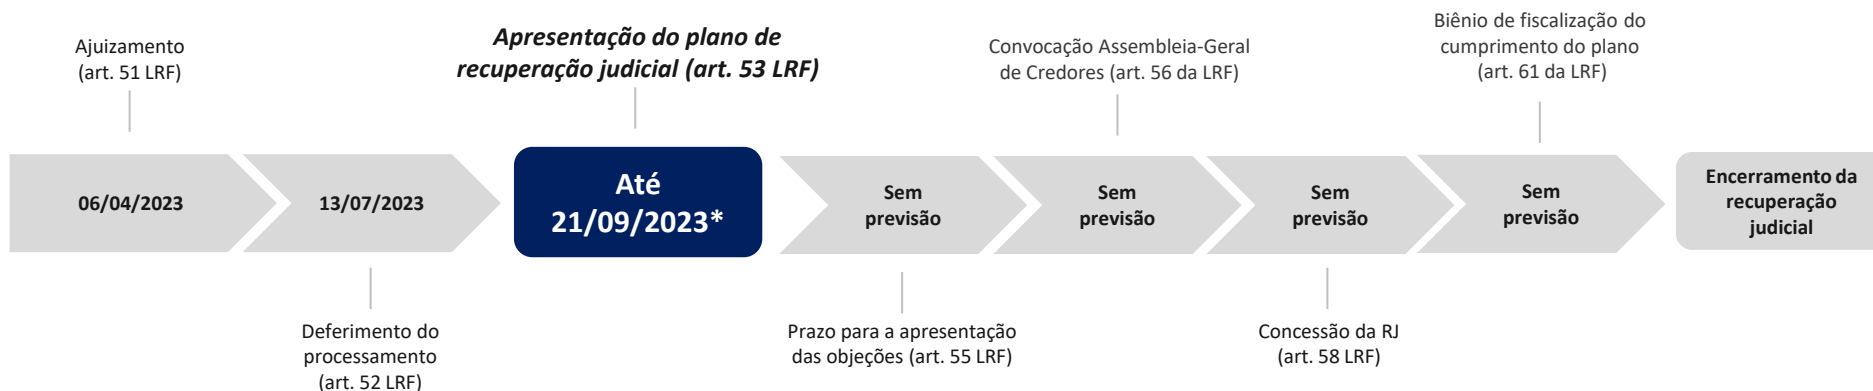 Ajuizamento
(art. 51 LRF)
06/04/2023
13/07/2023
Deferimento do
processamento
(art. 52 LRF)
Apresentação do plano de
recuperação judicial (art. 53 LRF)
Até
21/09/2023*
Sem
previsão
Prazo para a apresentação
das objeções (art. 55 LRF)
Convocação Assembleia-Geral
de Credores (art. 56 da LRF)
Sem
previsão
Sem
previsão
Concessão da RJ
(art. 58 LRF)
Biênio de fiscalização do
cumprimento do plano
(art. 61 da LRF)
Sem
previsão
Encerramento da
recuperação
judicial